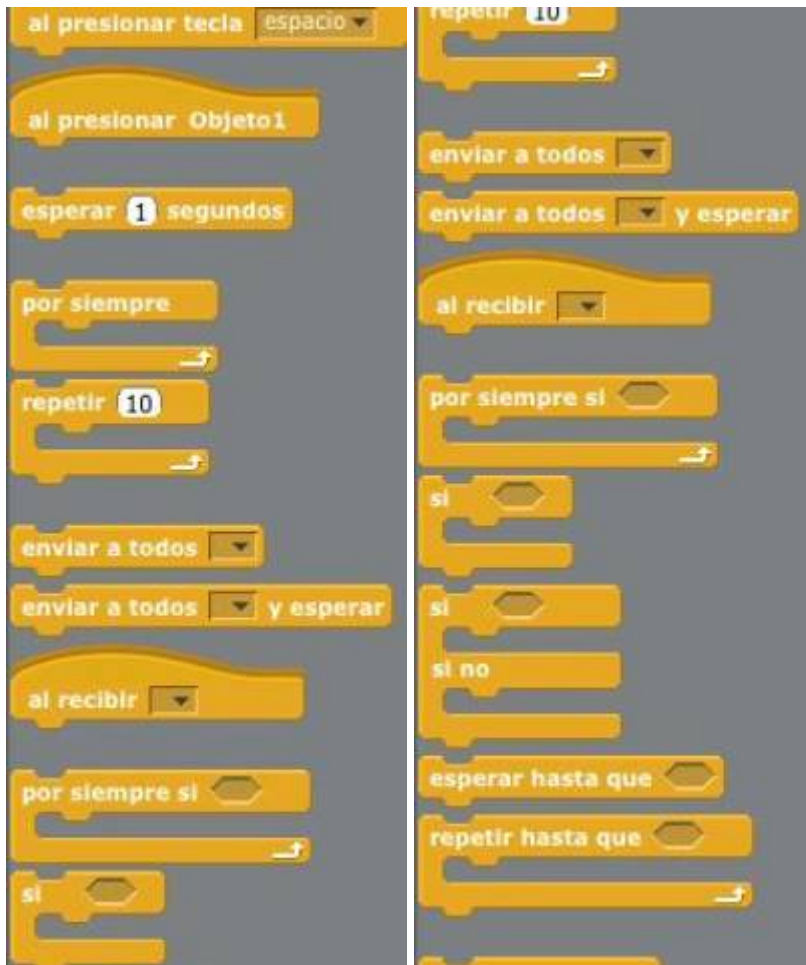 al presionar tecla espacio
al presionar Objeto1
esperar 1 segundos
por siempre
repetir 10
enviar a todos
enviar a todos y esperar
al recibir
por siempre si
si
repetir 10
enviar a todos
enviar a todos y esperar
al recibir
por siempre si
si
si
si no
esperar hasta que
repetir hasta que